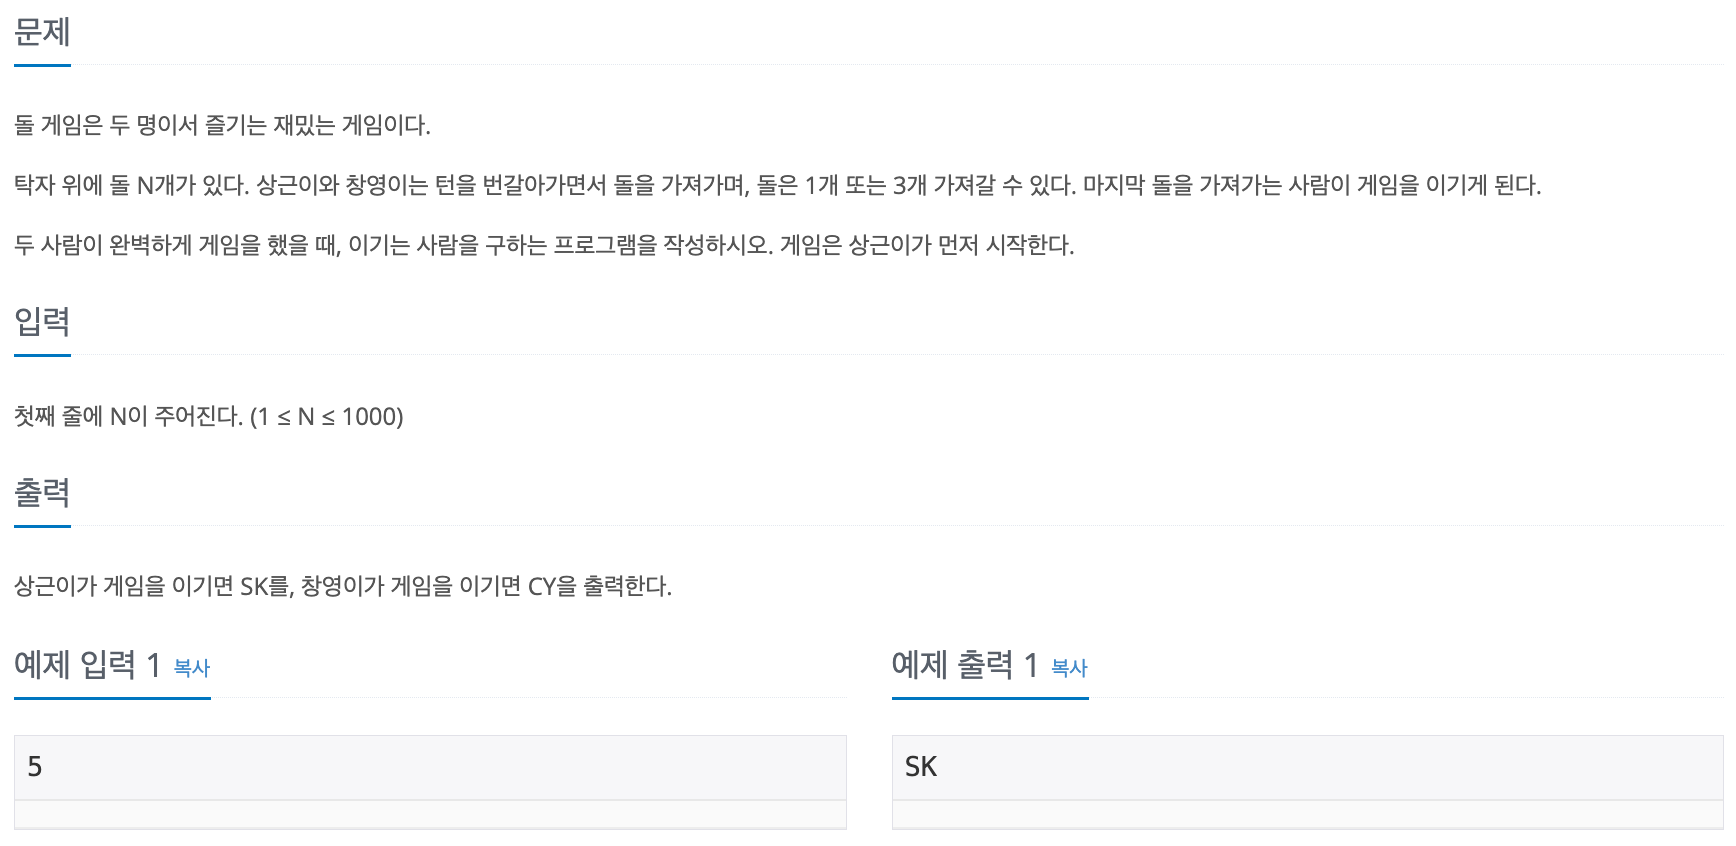 문제
돌 게임은 두 명이서 즐기는 재밌는 게임이다.
탁자 위에 돌 N개가 있다. 상근이와 창영이는 턴을 번갈아가면서 돌을 가져가며, 돌은 1개 또는 3개 가져갈 수 있다. 마지막 돌을 가져가는 사람이 게임을 이기게 된다.
두 사람이 완벽하게 게임을 했을 때, 이기는 사람을 구하는 프로그램을 작성하시오. 게임은 상근이가 먼저 시작한다.
입력
첫째 줄에 N이 주어진다. (1 ≤ N ≤ 1000)
출력
상근이가 게임을 이기면 SK를, 창영이가 게임을 이기면 CY을 출력한다.
예제 입력 1 복사
5
예제 출력 1 복사
SK